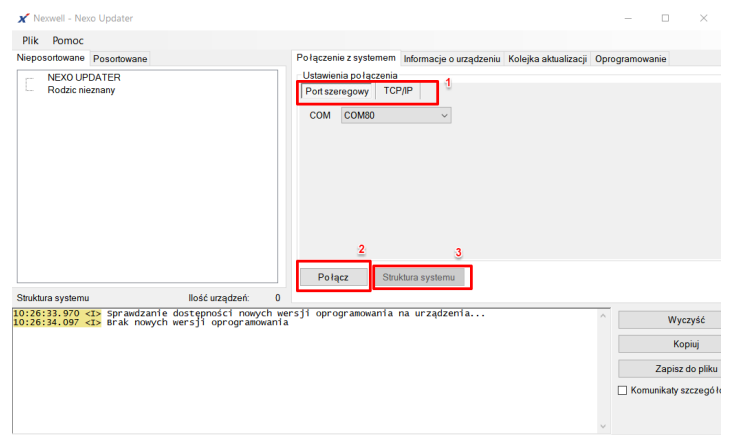 Nexwell - Nexo Updater
Plik Pomoc
Nieposortowane Posortowane
NEXO UPDATER
Rodzic nieznany
Struktura systemu Ilość urządzeń: 0
Połączenie z systemem Informacje o urządzeniu Kolejka aktualizacji Oprogramowanie
Ustawienia połączenia
1
Port szeregowy TCP/IP
COM COM80
2
3
Połącz Struktura systemu
10:26:33.970 <I> Sprawdzanie dostępności nowych wersji oprogramowania na urządzenia...
10:26:34.097 <I> Brak nowych wersji oprogramowania
Wyczyść
Kopiuj
Zapisz do pliku
Komunikaty szczegóło